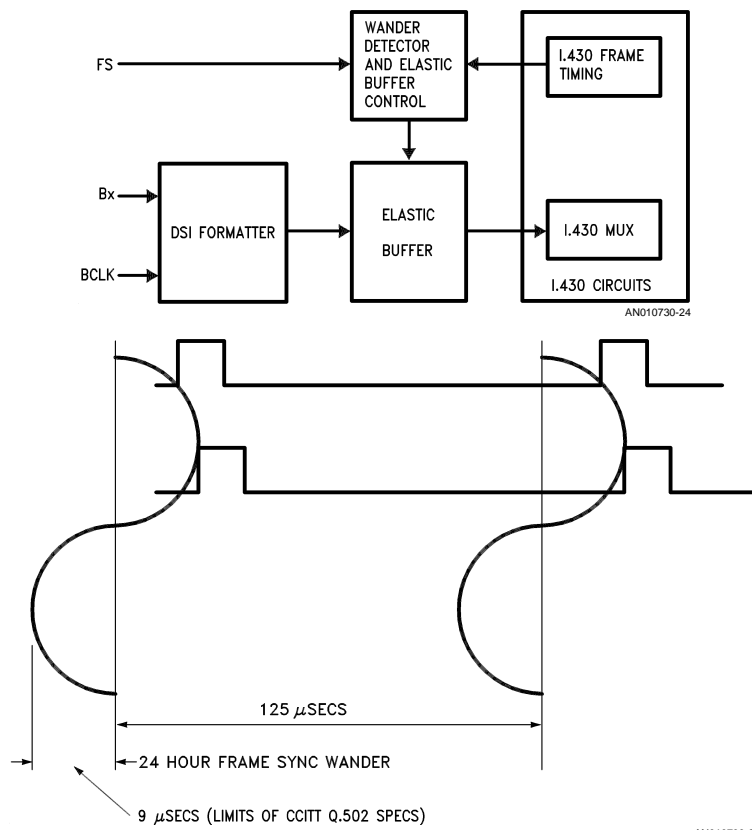 WANDER
DETECTOR
AND ELASTIC
BUFFER
CONTROL
I.430 FRAME
TIMING
FS
Bx
DSI FORMATTER
ELASTIC
BUFFER
I.430 MUX
BCLK
I.430 CIRCUITS
AN010730-24
125 μSECS
24 HOUR FRAME SYNC WANDER
9 μSECS (LIMITS OF CCITT Q.502 SPECS)